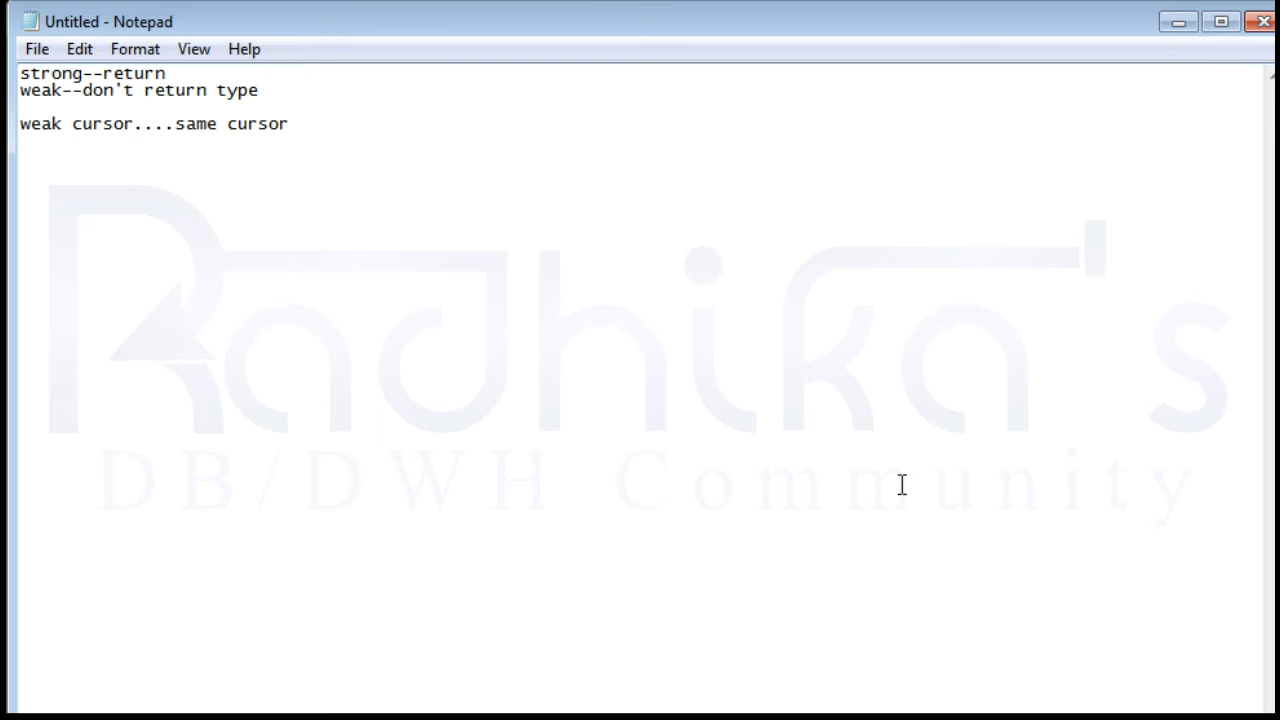 Untitled - Notepad
File Edit Format View Help
strong--return
weak--don't return type
weak cursor....same cursor
Radhika's
DB/DWH Community